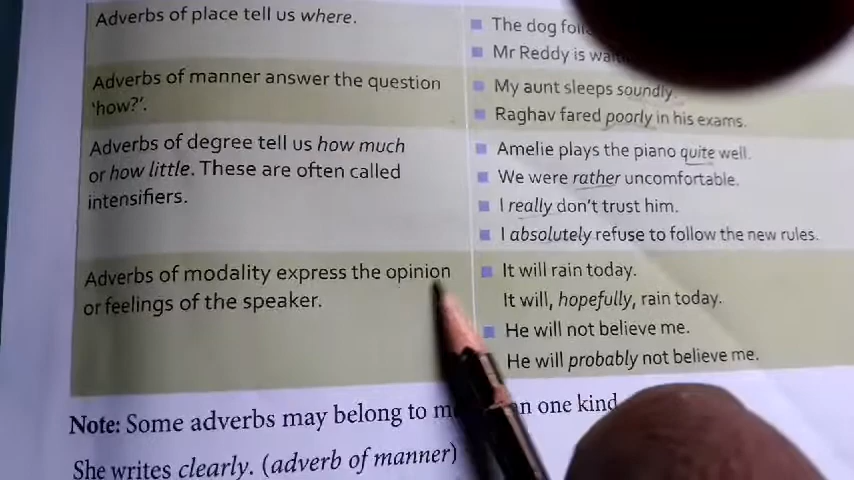 Adverbs of place tell us where.
The dog
Mr Reddy is
Adverbs of manner answer the question
'how?'.
My aunt sleeps soundly.
Raghav fared poorly in his exams.
Adverbs of degree tell us how much
or how little. These are often called
intensifiers.
Amelie plays the piano quite well.
We were rather uncomfortable.
I really don't trust him.
I absolutely refuse to follow the new rules.
Adverbs of modality express the opinion
or feelings of the speaker.
It will rain today.
It will, hopefully, rain today.
He will not believe me.
He will probably not believe me.
Note: Some adverbs may belong to one kind
She writes clearly. (adverb of manner)